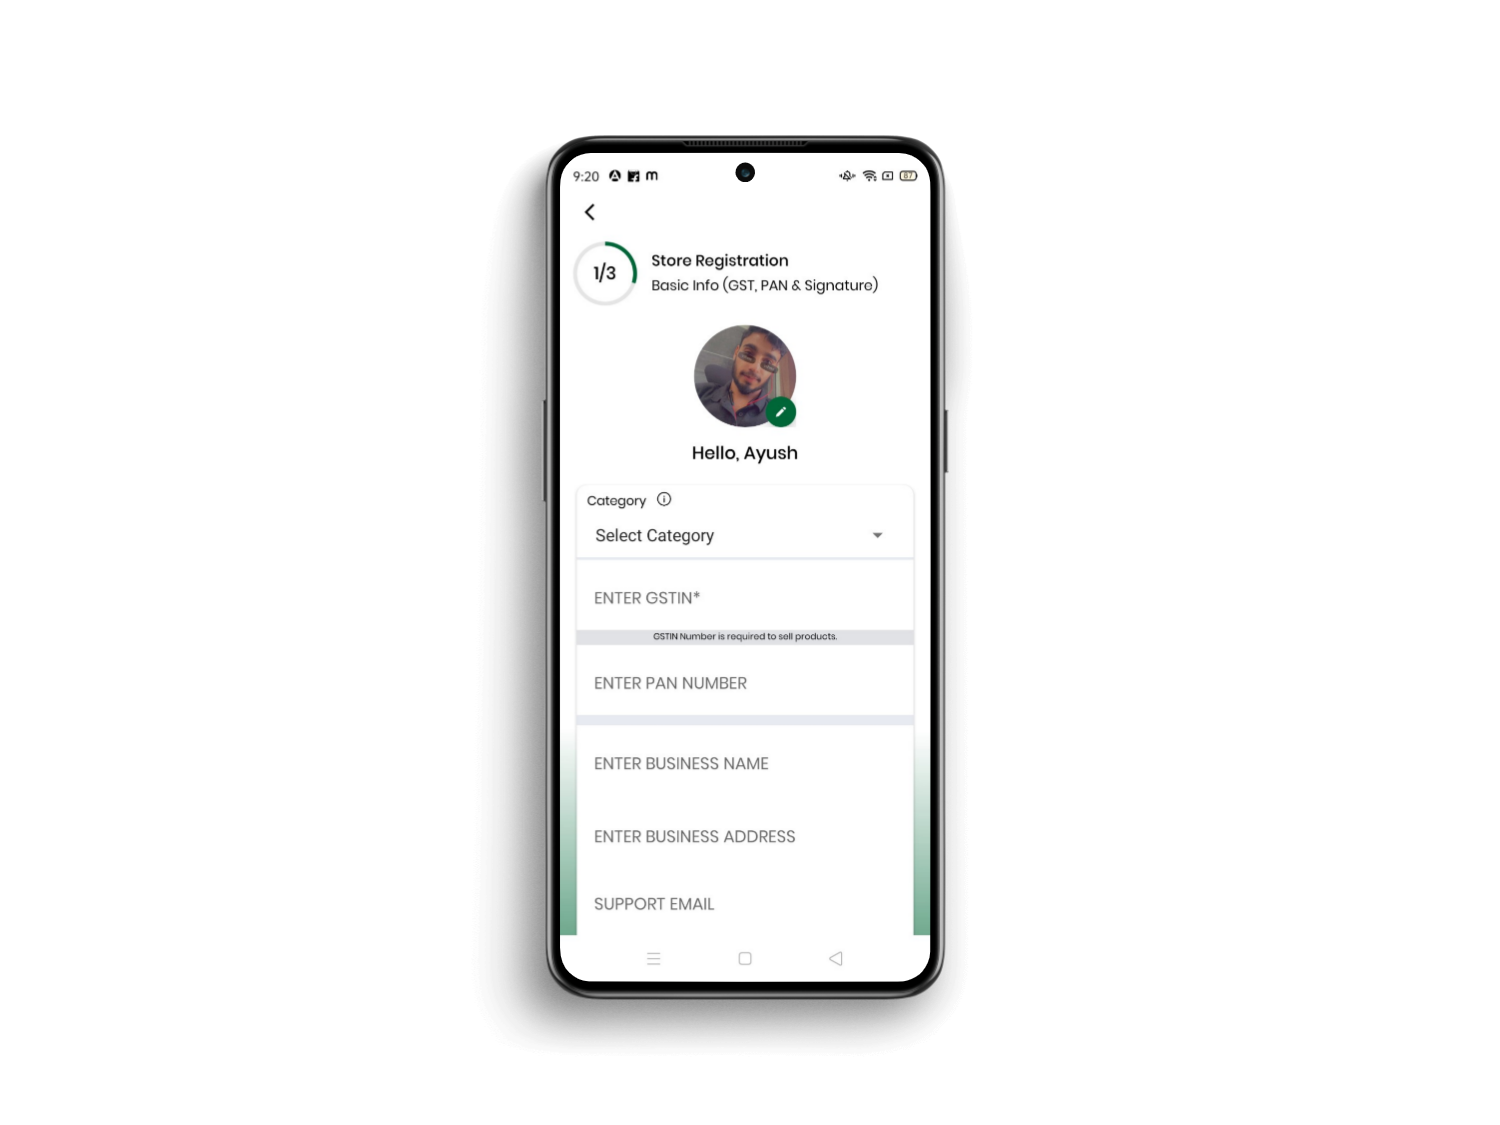 9:20 m 87
1/3
Store Registration
Basic Info (GST, PAN & Signature)
Hello, Ayush
Category
Select Category
ENTER GSTIN*
GSTIN Number is required to sell products.
ENTER PAN NUMBER
ENTER BUSINESS NAME
ENTER BUSINESS ADDRESS
SUPPORT EMAIL